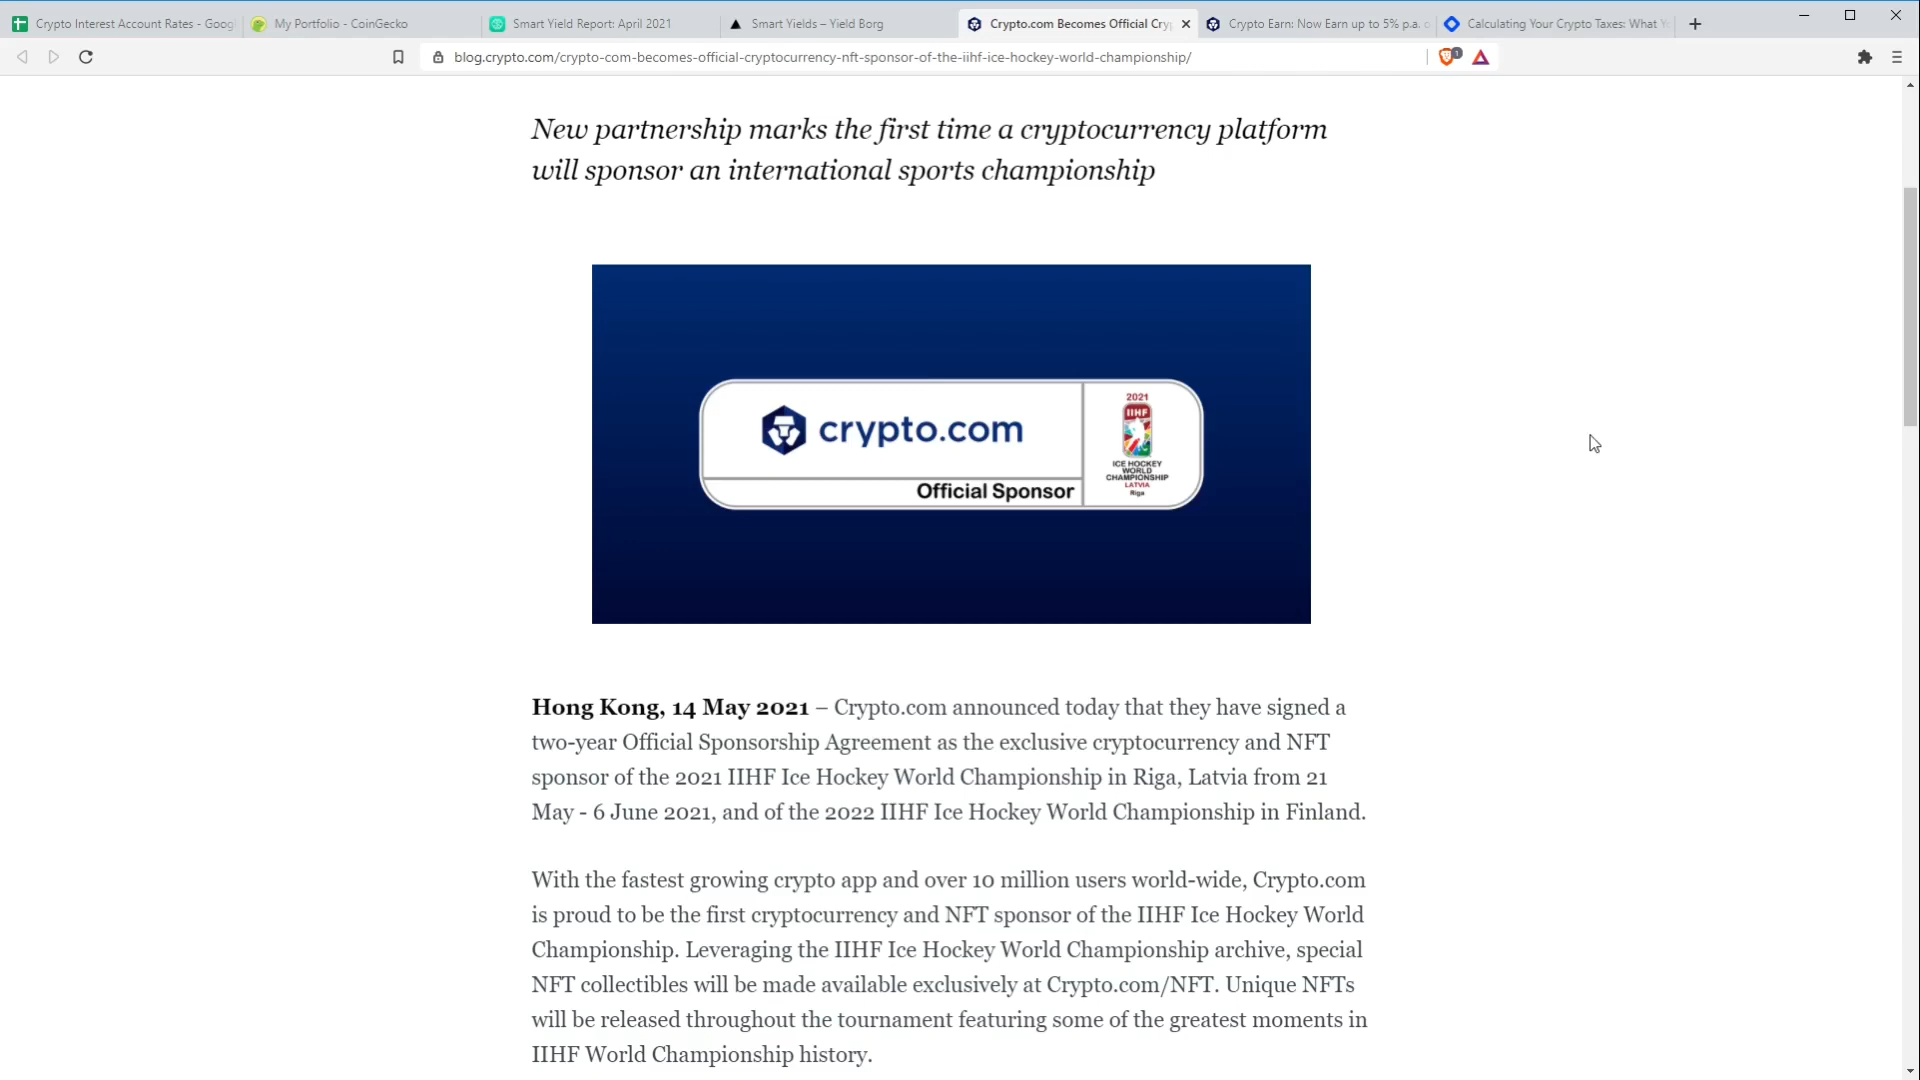 Crypto Interest Account Rates - Goog
My Portfolio - CoinGecko
Smart Yield Report: April 2021
Smart Yields – Yield Borg
Crypto.com Becomes Official Cry
Crypto Earn: Now Earn up to 5% p.a. o
Calculating Your Crypto Taxes: What Y
blog.crypto.com/crypto-com-becomes-official-cryptocurrency-nft-sponsor-of-the-iihf-ice-hockey-world-championship/
1
New partnership marks the first time a cryptocurrency platform
will sponsor an international sports championship
crypto.com
Official Sponsor
2021
IIHF
ICE HOCKEY
WORLD
CHAMPIONSHIP
LATVIA
Riga
Hong Kong, 14 May 2021 – Crypto.com announced today that they have signed a
two-year Official Sponsorship Agreement as the exclusive cryptocurrency and NFT
sponsor of the 2021 IIHF Ice Hockey World Championship in Riga, Latvia from 21
May - 6 June 2021, and of the 2022 IIHF Ice Hockey World Championship in Finland.
With the fastest growing crypto app and over 10 million users world-wide, Crypto.com
is proud to be the first cryptocurrency and NFT sponsor of the IIHF Ice Hockey World
Championship. Leveraging the IIHF Ice Hockey World Championship archive, special
NFT collectibles will be made available exclusively at Crypto.com/NFT. Unique NFTs
will be released throughout the tournament featuring some of the greatest moments in
IIHF World Championship history.